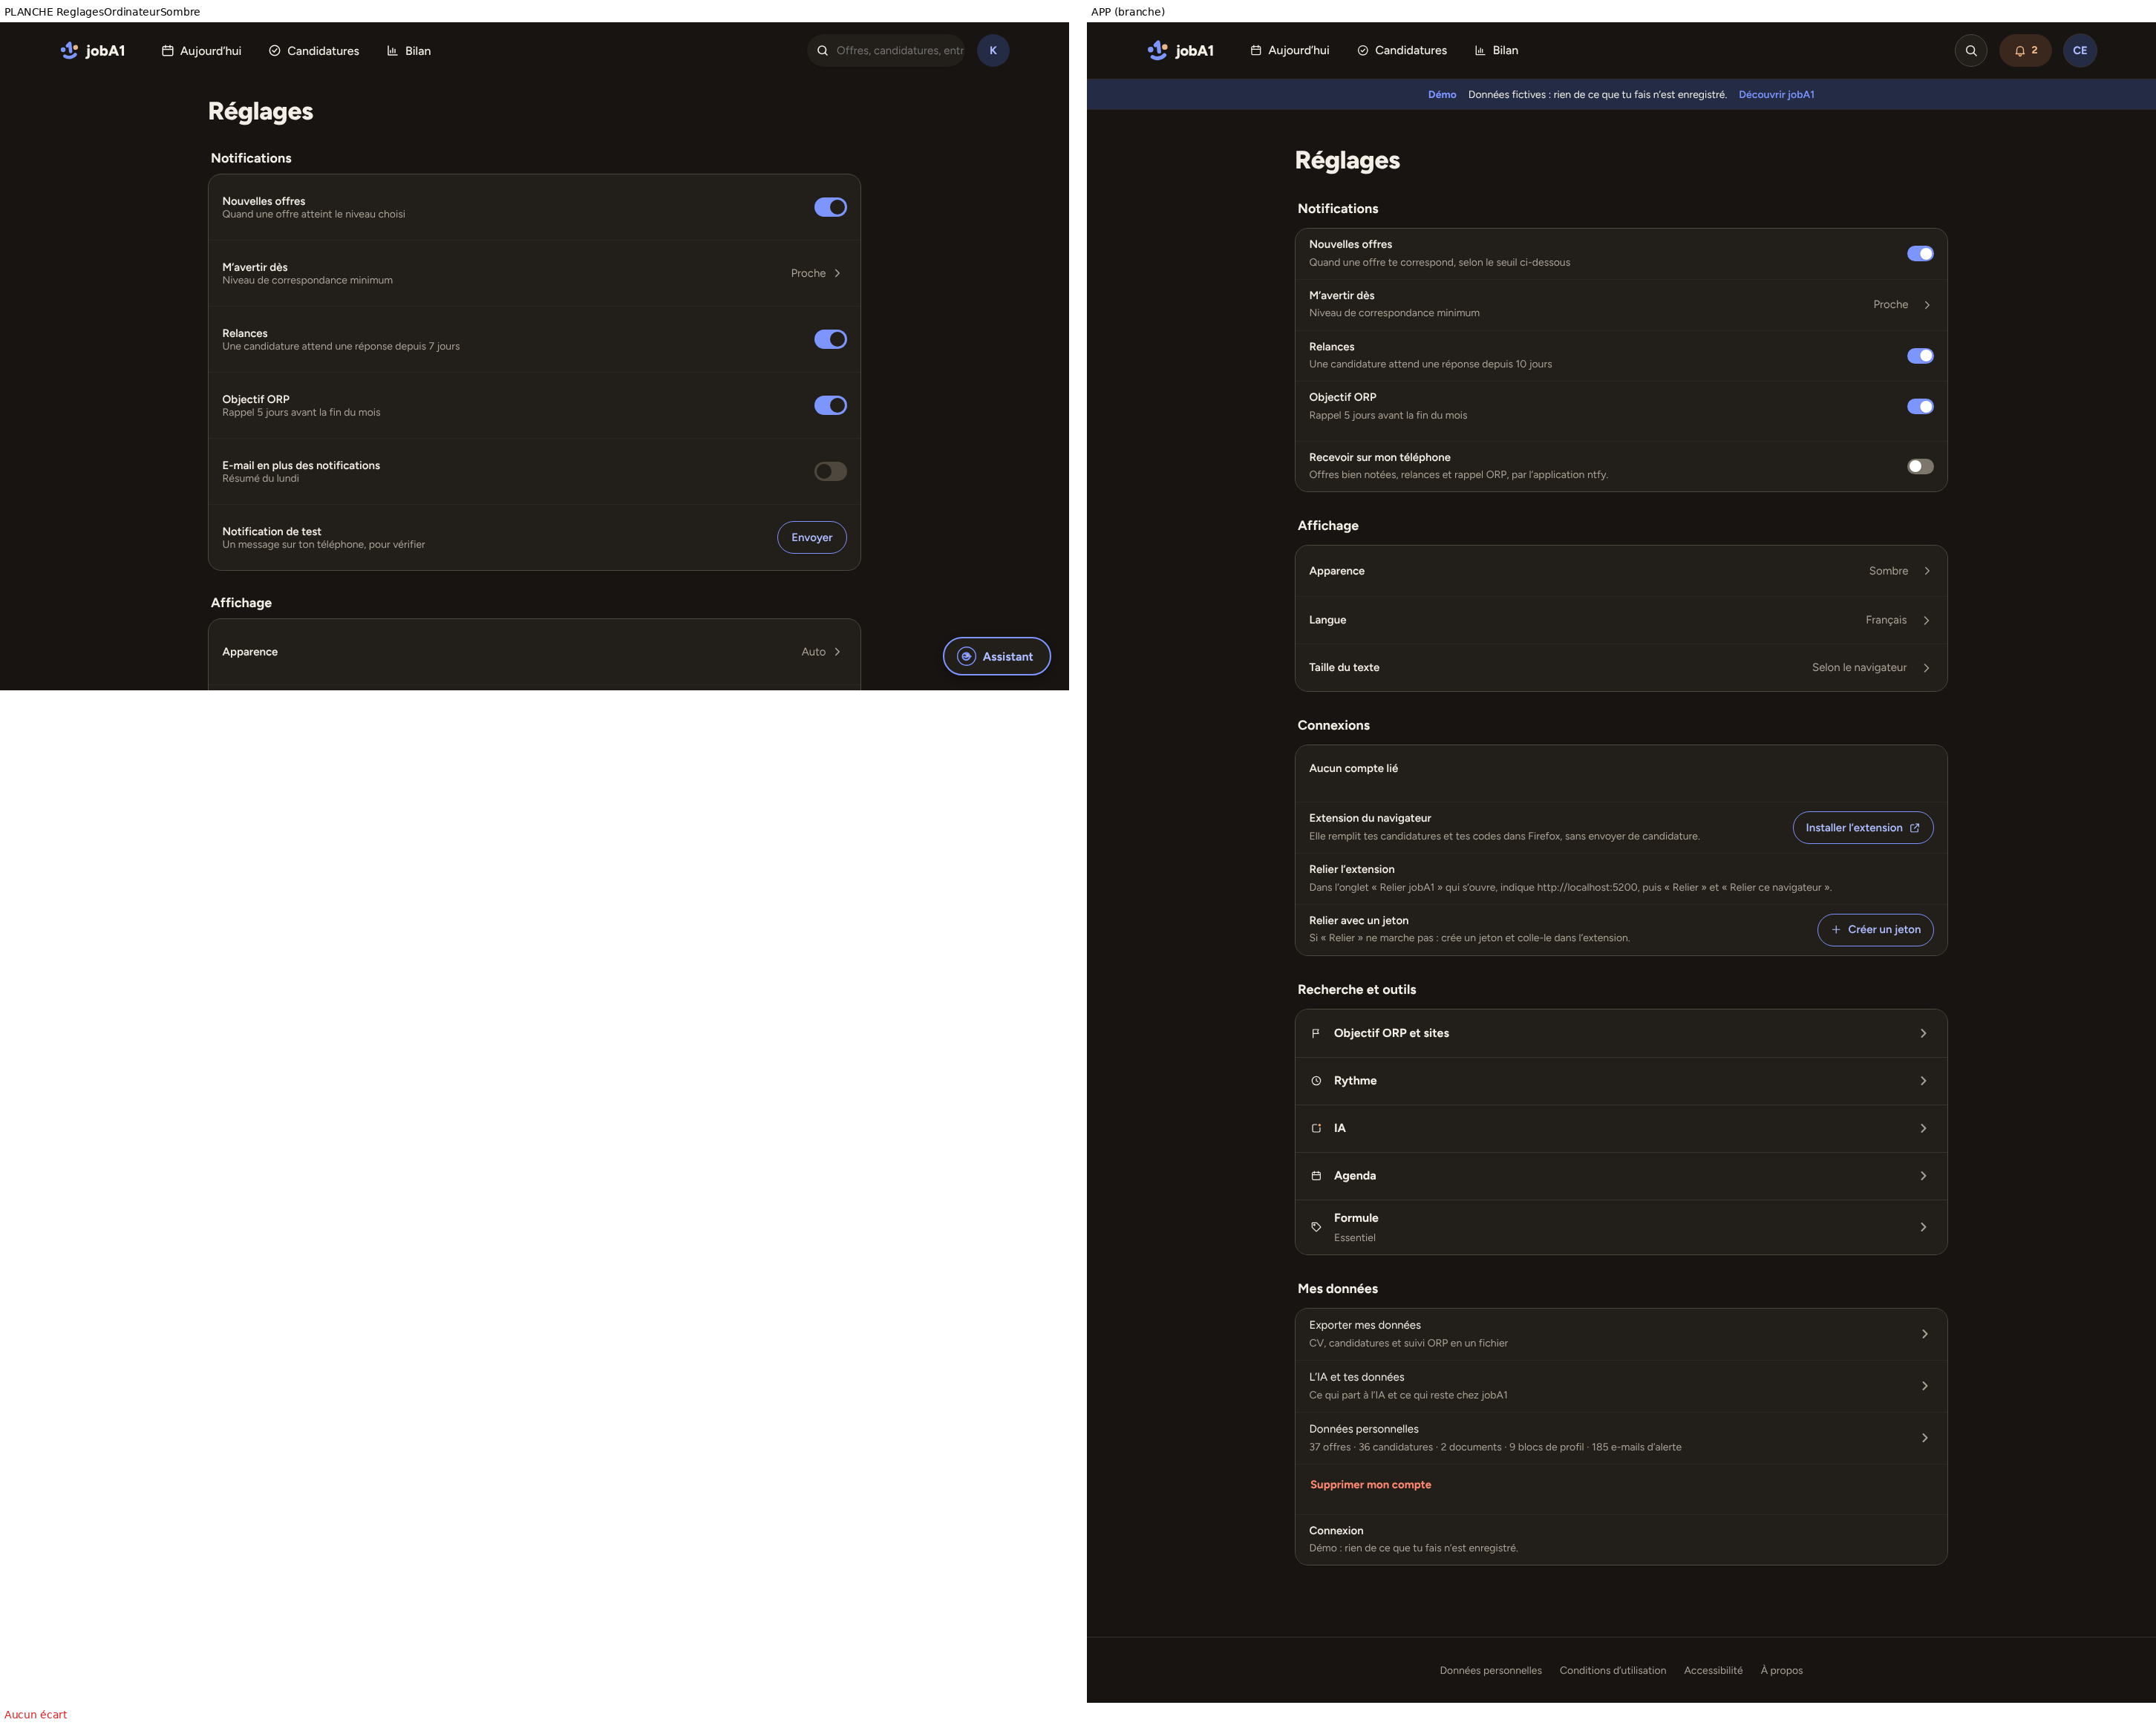 PLANCHE ReglagesOrdinateurSombre
jobA1
Aujourd'hui
Candidatures
Bilan
Offres, candidatures, entr
K
Réglages
Notifications
Nouvelles offres
Quand une offre atteint le niveau choisi
M'avertir dès
Niveau de correspondance minimum
Proche
Relances
Une candidature attend une réponse depuis 7 jours
Objectif ORP
Rappel 5 jours avant la fin du mois
E-mail en plus des notifications
Résumé du lundi
Notification de test
Un message sur ton téléphone, pour vérifier
Envoyer
Affichage
Apparence
Auto
Assistant
Aucun écart
APP (branche)
jobA1
Aujourd'hui
Candidatures
Bilan
2
CE
Démo Données fictives : rien de ce que tu fais n'est enregistré. Découvrir jobA1
Réglages
Notifications
Nouvelles offres
Quand une offre te correspond, selon le seuil ci-dessous
M'avertir dès
Niveau de correspondance minimum
Proche
Relances
Une candidature attend une réponse depuis 10 jours
Objectif ORP
Rappel 5 jours avant la fin du mois
Recevoir sur mon téléphone
Offres bien notées, relances et rappel ORP, par l'application ntfy.
Affichage
Apparence
Sombre
Langue
Français
Taille du texte
Selon le navigateur
Connexions
Aucun compte lié
Extension du navigateur
Elle remplit tes candidatures et tes codes dans Firefox, sans envoyer de candidature.
Installer l'extension
Relier l'extension
Dans l'onglet « Relier jobA1 » qui s'ouvre, indique http://localhost:5200, puis « Relier » et « Relier ce navigateur ».
Relier avec un jeton
Si « Relier » ne marche pas : crée un jeton et colle-le dans l'extension.
Créer un jeton
Recherche et outils
Objectif ORP et sites
Rythme
IA
Agenda
Formule
Essentiel
Mes données
Exporter mes données
CV, candidatures et suivi ORP en un fichier
L'IA et tes données
Ce qui part à l'IA et ce qui reste chez jobA1
Données personnelles
37 offres · 36 candidatures · 2 documents · 9 blocs de profil · 185 e-mails d'alerte
Supprimer mon compte
Connexion
Démo : rien de ce que tu fais n'est enregistré.
Données personnelles
Conditions d'utilisation
Accessibilité
À propos